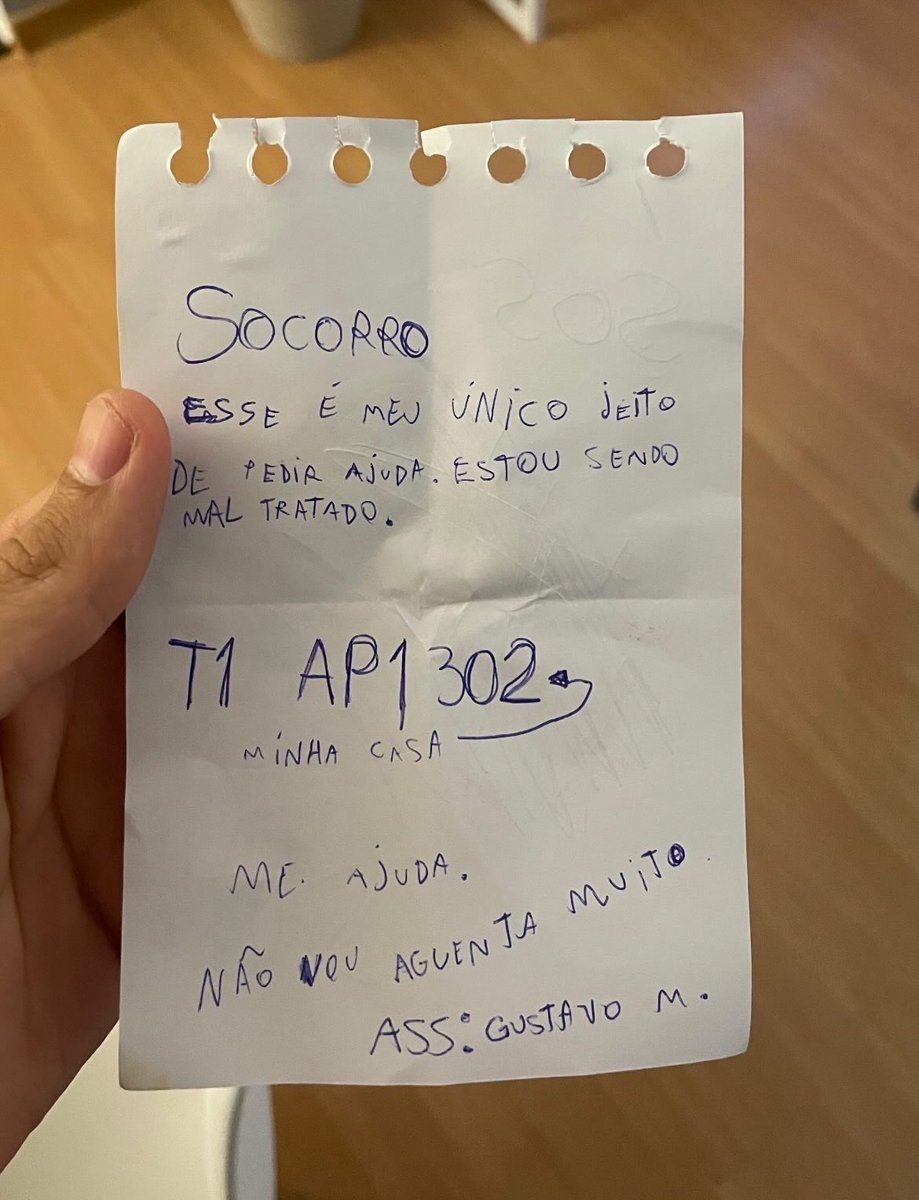 SOCORRO
ESSE É MEU ÚNICO JEITO
DE PEDIR AJUDA. ESTOU SENDO
MAL TRATADO.
T1 AP1302
MINHA CASA
ME. AJUDA.
NÃO VOU AGUENTA MUITO.
ASS: GUSTAVO M.